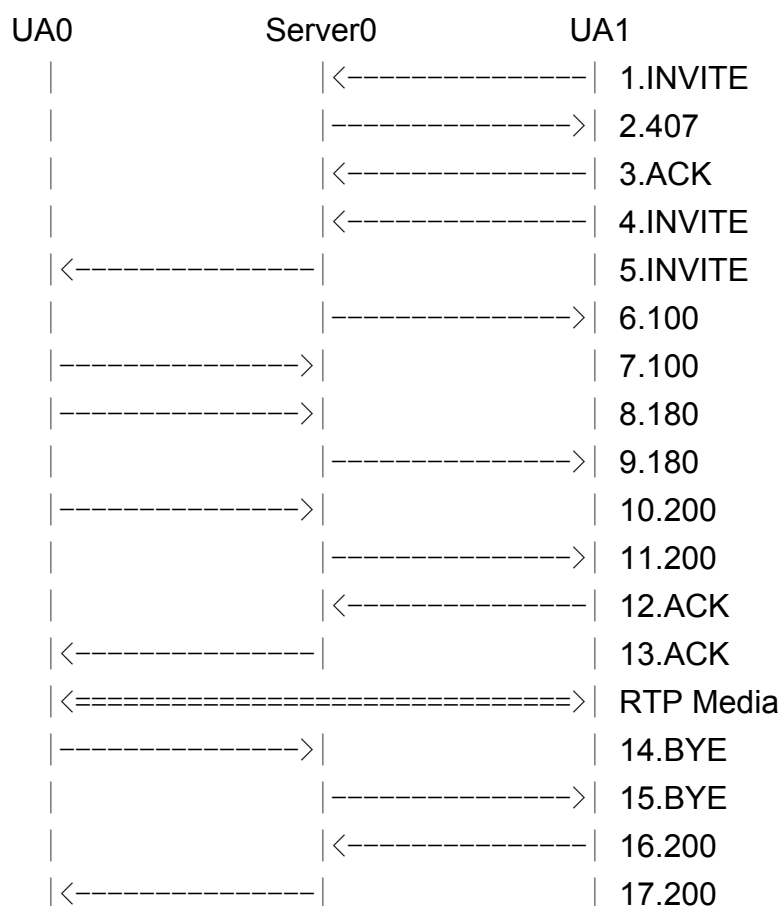 UA0 Server0 UA1
| |<---------------| 1.INVITE
| |--------------->| 2.407
| |<---------------| 3.ACK
| |<---------------| 4.INVITE
|<----------------| 5.INVITE
| |--------------->| 6.100
|--------------->| | 7.100
|--------------->| | 8.180
| |--------------->| 9.180
|--------------->| | 10.200
| |--------------->| 11.200
| |<---------------| 12.ACK
|<----------------| | 13.ACK
|<===============================>| RTP Media
|--------------->| | 14.BYE
| |--------------->| 15.BYE
| |<---------------| 16.200
|<----------------| | 17.200